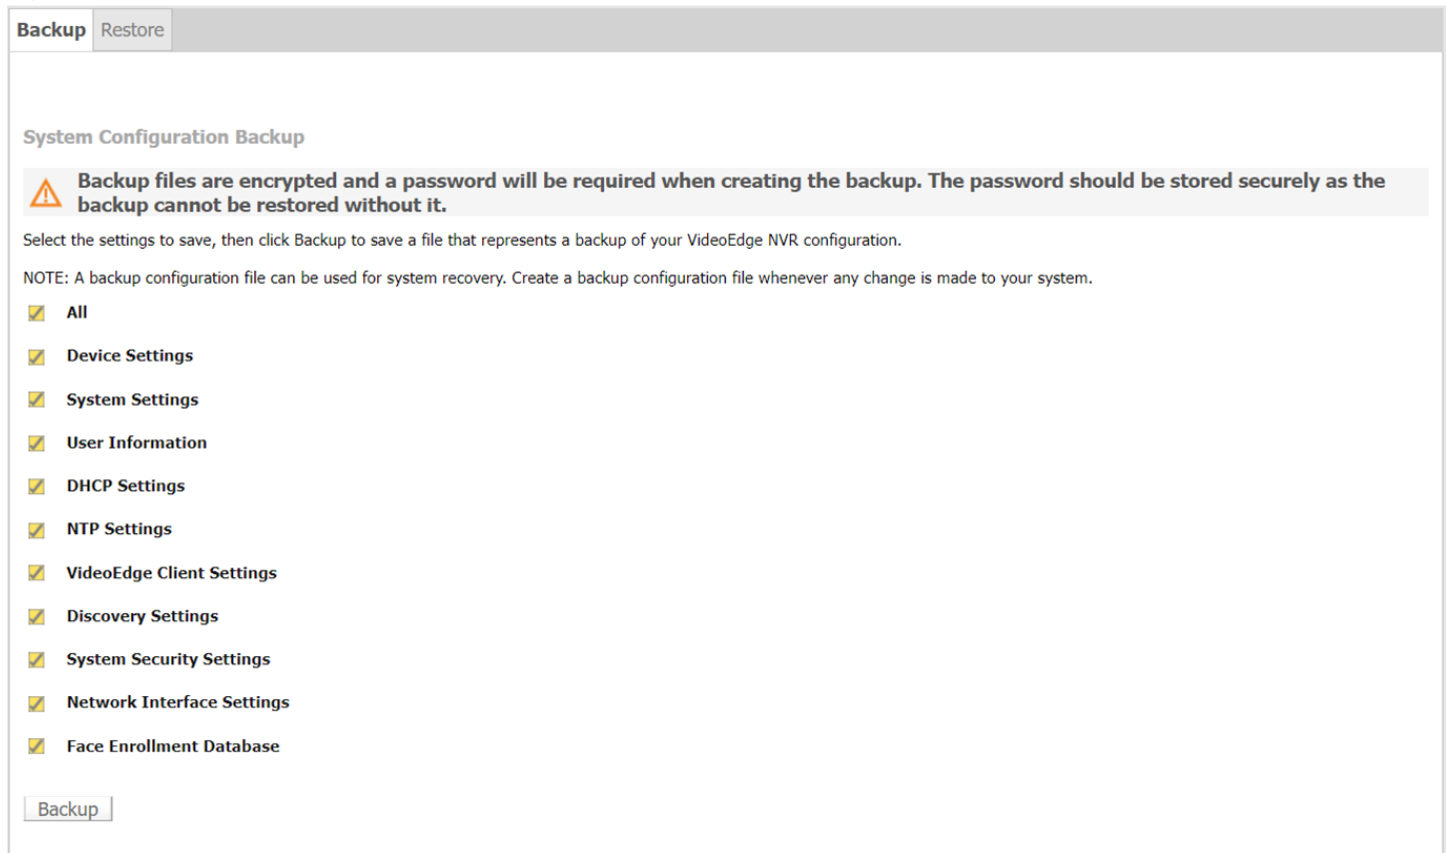 Backup Restore
System Configuration Backup
Backup files are encrypted and a password will be required when creating the backup. The password should be stored securely as the
backup cannot be restored without it.
Select the settings to save, then click Backup to save a file that represents a backup of your VideoEdge NVR configuration.
NOTE: A backup configuration file can be used for system recovery. Create a backup configuration file whenever any change is made to your system.
All
Device Settings
System Settings
User Information
DHCP Settings
NTP Settings
VideoEdge Client Settings
Discovery Settings
System Security Settings
Network Interface Settings
Face Enrollment Database
Backup